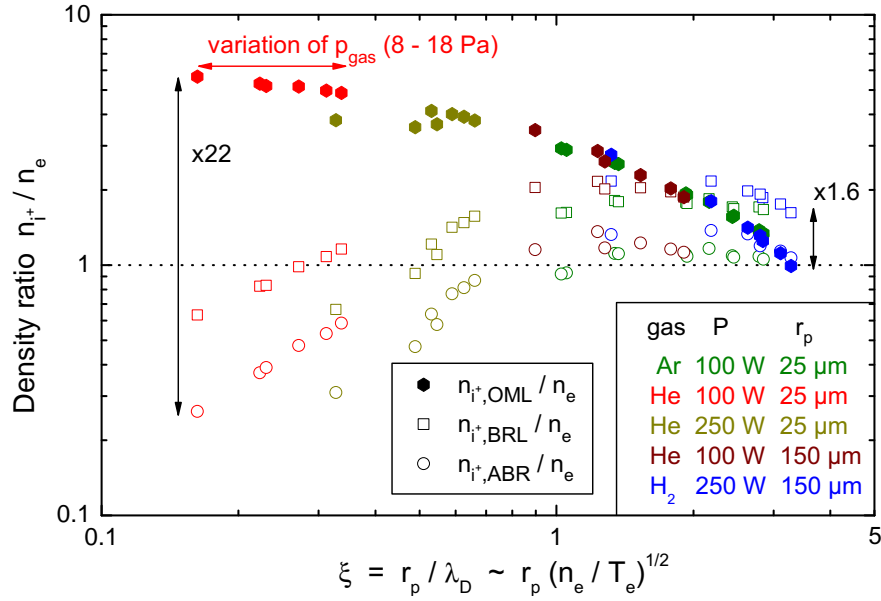 10
variation of p_gas (8 - 18 Pa)
x22
x1.6
Density ratio n_i⁺ / n_e
1
gas P r_p
Ar 100 W 25 µm
He 100 W 25 µm
He 250 W 25 µm
He 100 W 150 µm
H₂ 250 W 150 µm
n_i⁺,OML / n_e
n_i⁺,BRL / n_e
n_i⁺,ABR / n_e
0.1
0.1 1 5
ξ = r_p / λ_D ~ r_p (n_e / T_e)^1/2